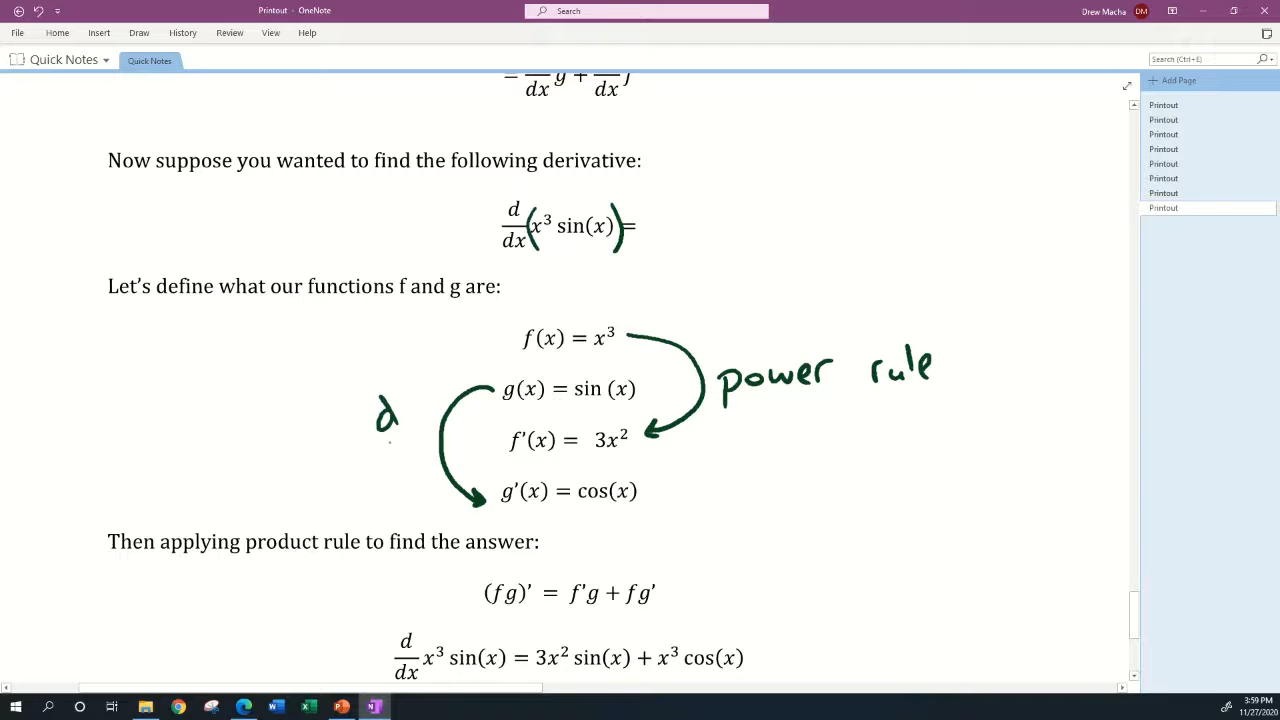 Printout - OneNote
Search
Drew Macha DM
File Home Insert Draw History Review View Help
Quick Notes Quick Notes
Search (Ctrl+E)
Add Page
Printout
Printout
Printout
Printout
Printout
Printout
Printout
Printout
= dx g + dx f
Now suppose you wanted to find the following derivative:
d/dx (x³ sin(x)) =
Let's define what our functions f and g are:
f(x) = x³
power rule
g(x) = sin (x)
d
f'(x) = 3x²
g'(x) = cos(x)
Then applying product rule to find the answer:
(fg)' = f'g + fg'
d/dx x³ sin(x) = 3x² sin(x) + x³ cos(x)
3:59 PM
11/27/2020